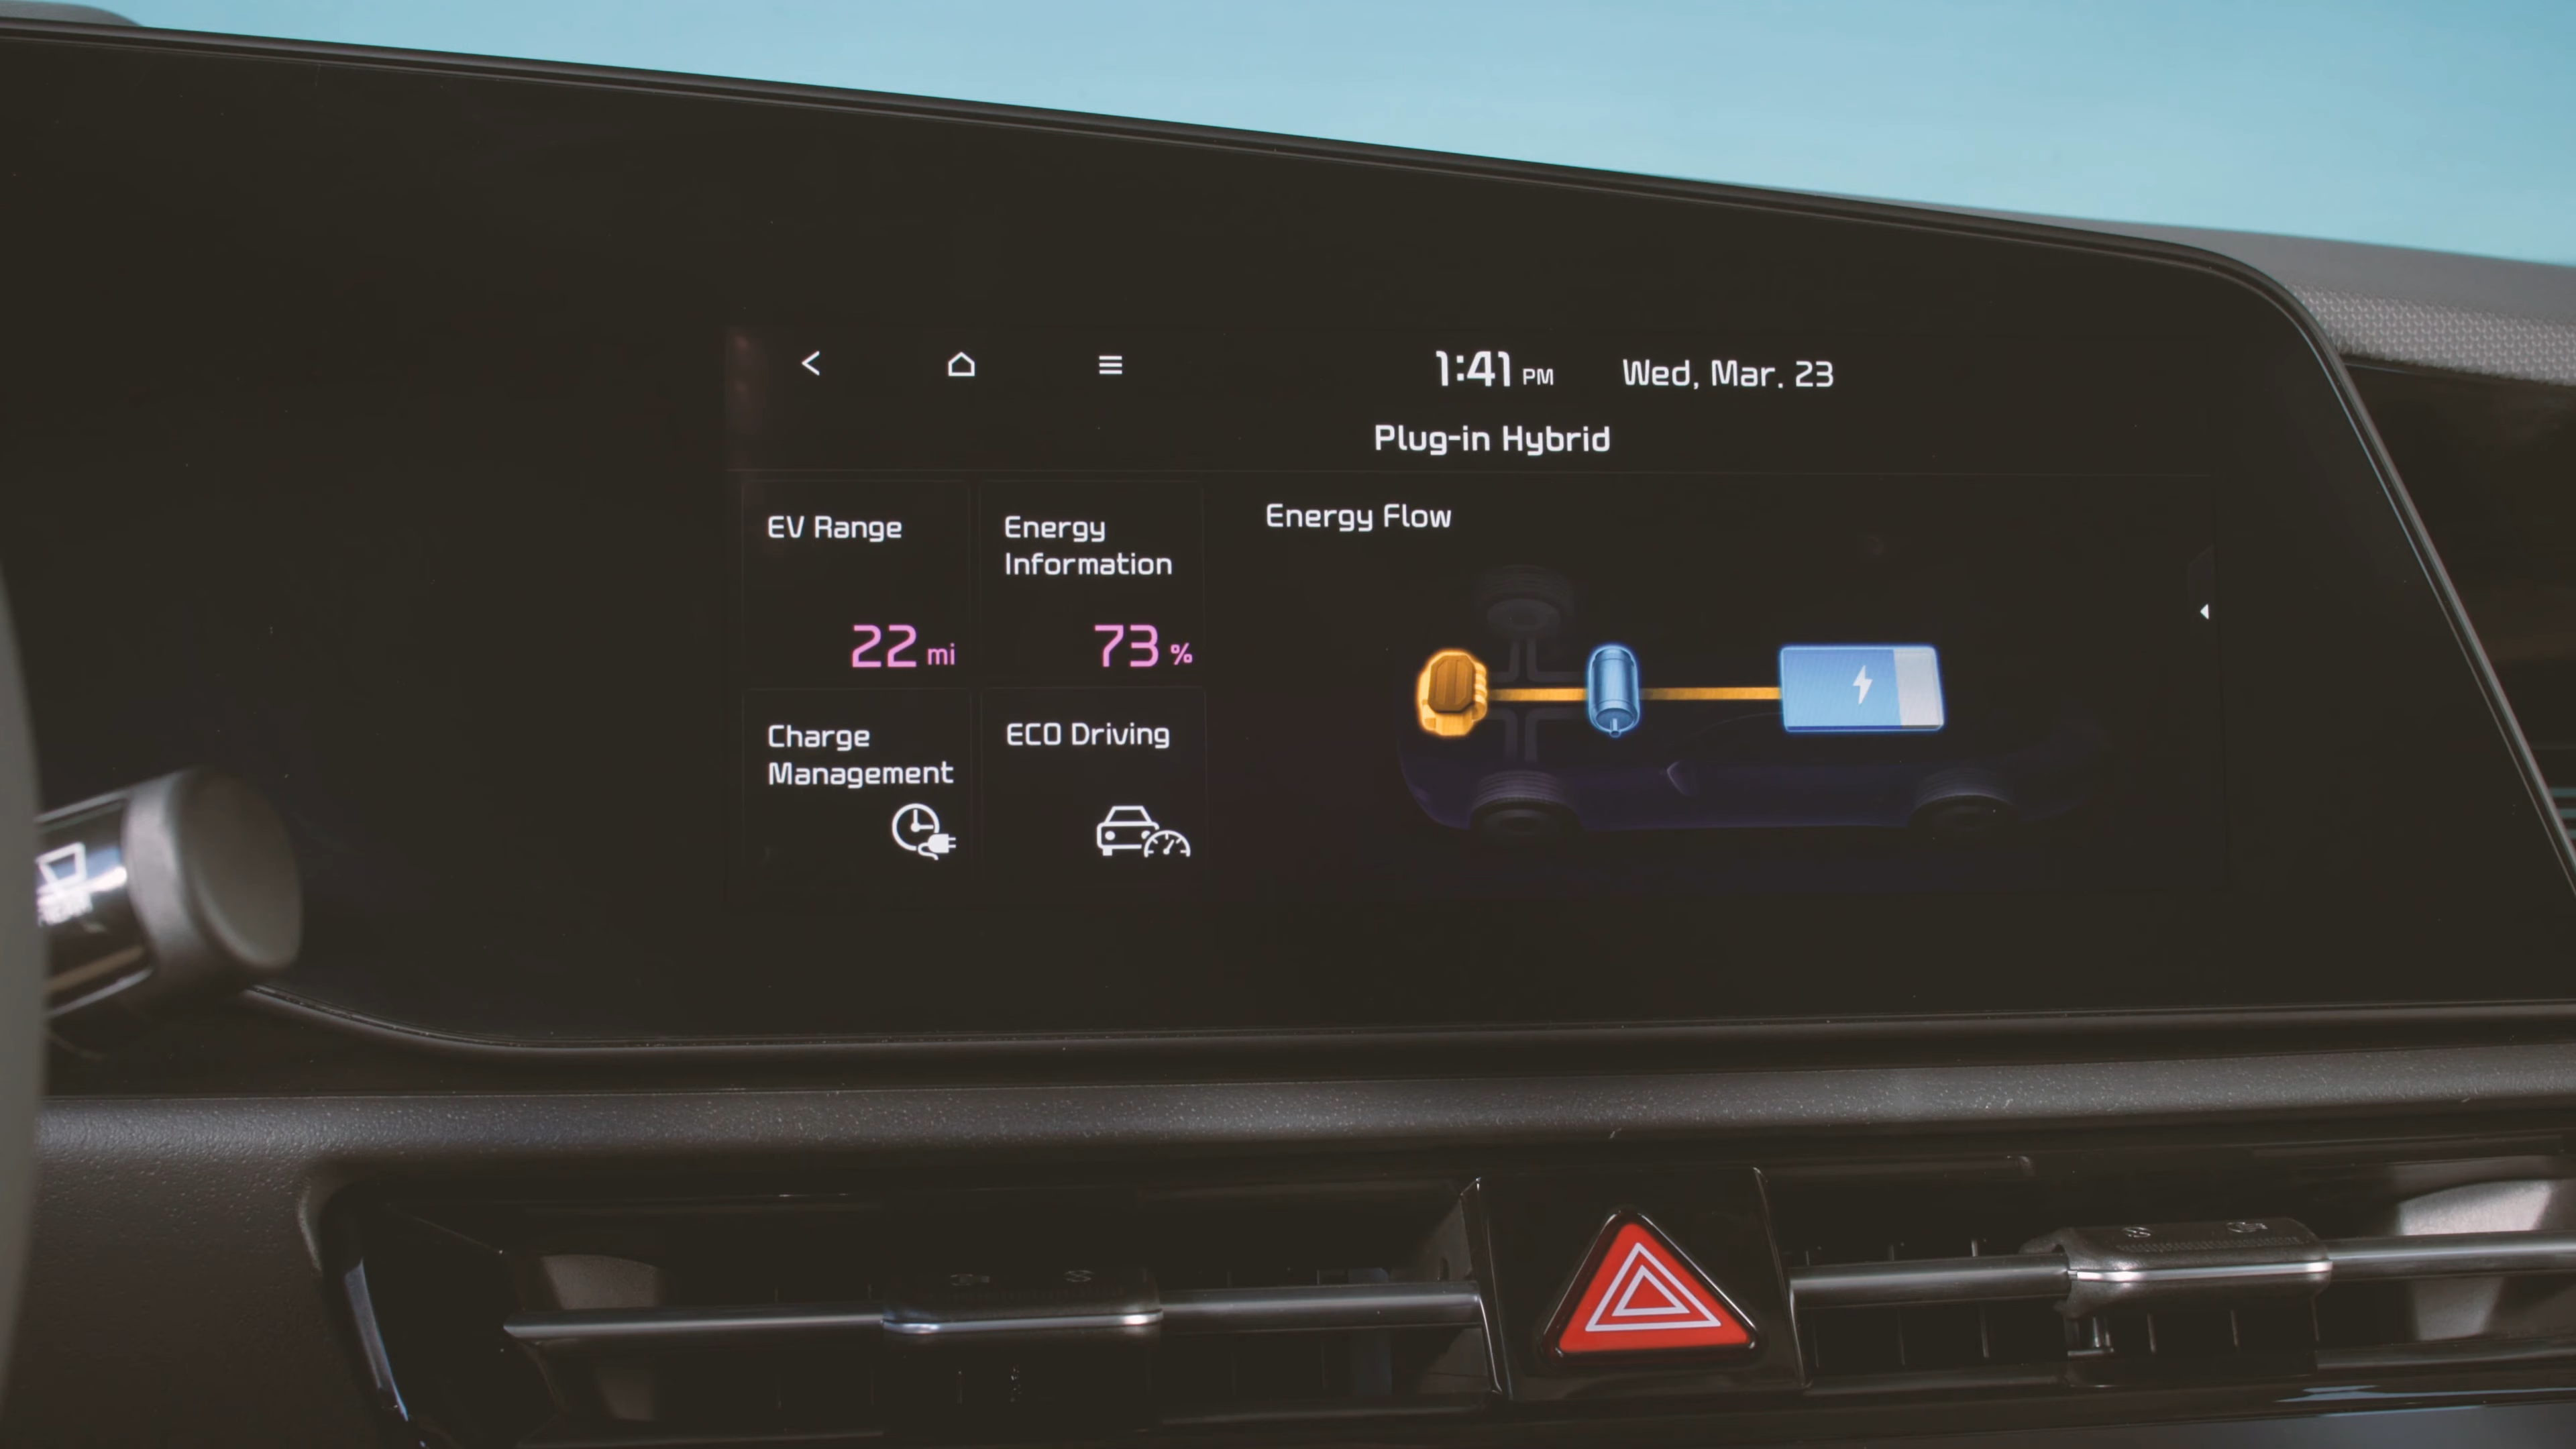 1:41 PM Wed, Mar. 23
Plug-in Hybrid
EV Range
22 mi
Energy
Information
73 %
Energy Flow
Charge
Management
ECO Driving